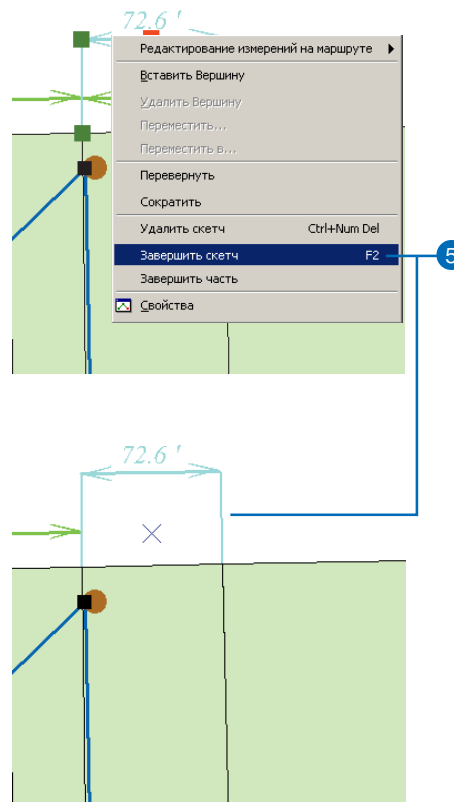 72.6 '
Редактирование измерений на маршруте
Вставить Вершину
Удалить Вершину
Переместить...
Переместить в...
Перевернуть
Сократить
Удалить скетч Ctrl+Num Del
Завершить скетч F2
5
Завершить часть
Свойства
72.6 '